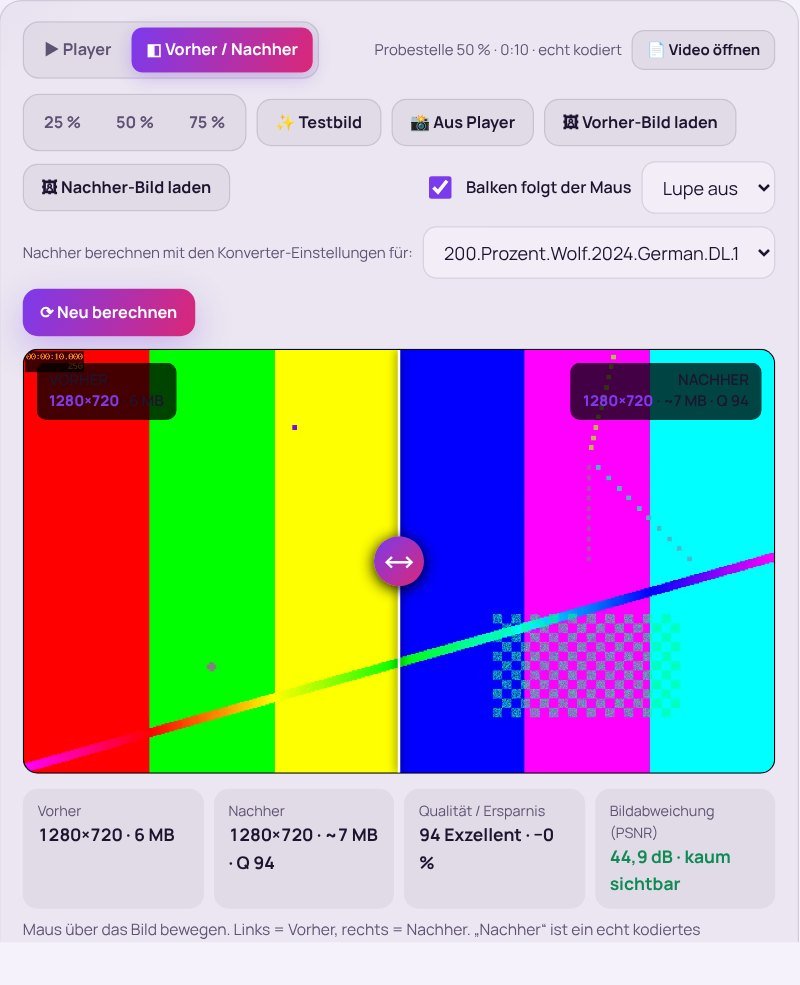 ▶ Player
◧ Vorher / Nachher
Probestelle 50 % · 0:10 · echt kodiert
📄 Video öffnen
25 %
50 %
75 %
✨ Testbild
📸 Aus Player
🖼 Vorher-Bild laden
🖼 Nachher-Bild laden
Balken folgt der Maus
Lupe aus
Nachher berechnen mit den Konverter-Einstellungen für:
200.Prozent.Wolf.2024.German.DL.1
⟳ Neu berechnen
00:00:10.000
250
VORHER
1280×720 · 6 MB
NACHHER
1280×720 · ~7 MB · Q 94
Vorher
1280×720 · 6 MB
Nachher
1280×720 · ~7 MB
· Q 94
Qualität / Ersparnis
94 Exzellent · −0
%
Bildabweichung
(PSNR)
44,9 dB · kaum
sichtbar
Maus über das Bild bewegen. Links = Vorher, rechts = Nachher. „Nachher“ ist ein echt kodiertes